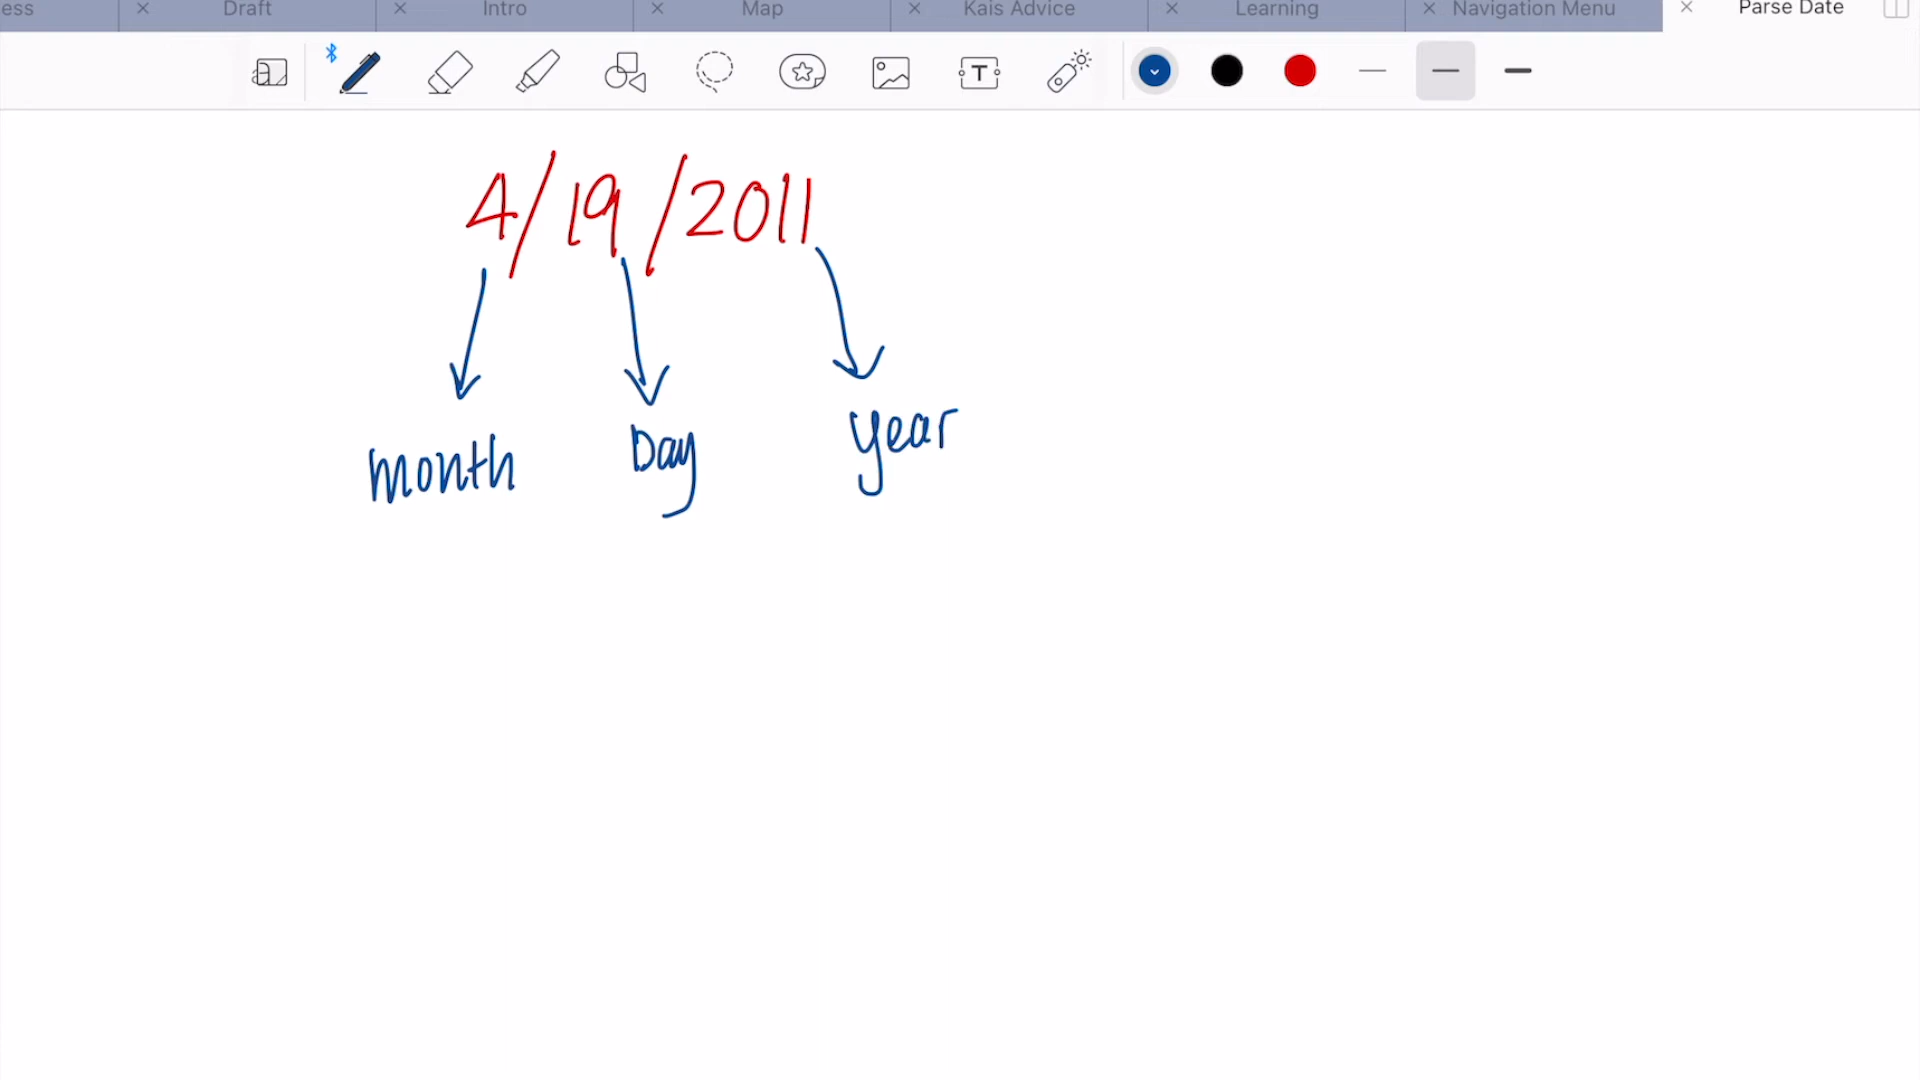 ess Draft Intro Map Kais Advice Learning Navigation Menu Parse Date
T
4/19/2011
month Day year